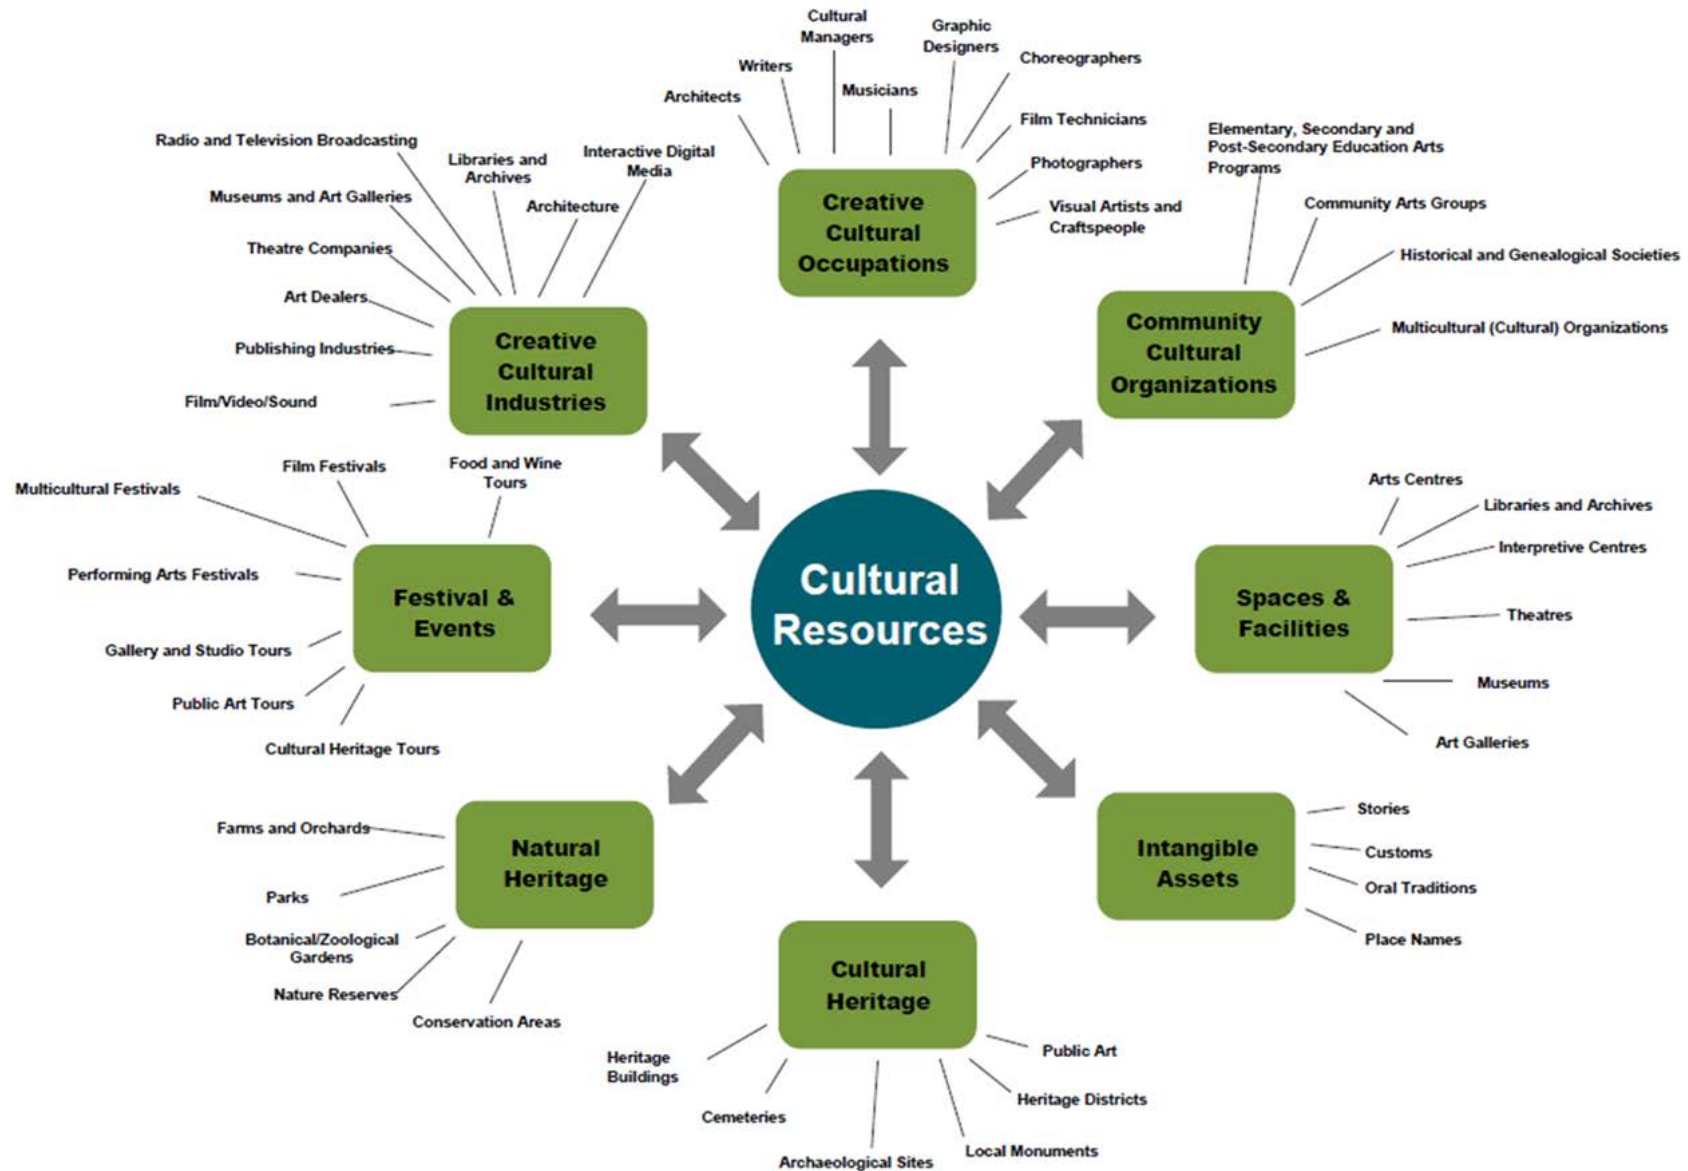 Cultural
Managers
Graphic
Designers
Choreographers
Writers
Musicians
Architects
Film Technicians
Photographers
Visual Artists and
Craftspeople
Creative
Cultural
Occupations
Elementary, Secondary and
Post-Secondary Education Arts
Programs
Community Arts Groups
Historical and Genealogical Societies
Multicultural (Cultural) Organizations
Community
Cultural
Organizations
Radio and Television Broadcasting
Libraries and
Archives
Interactive Digital
Media
Museums and Art Galleries
Architecture
Theatre Companies
Art Dealers
Publishing Industries
Film/Video/Sound
Creative
Cultural
Industries
Film Festivals
Food and Wine
Tours
Multicultural Festivals
Performing Arts Festivals
Gallery and Studio Tours
Public Art Tours
Cultural Heritage Tours
Festival &
Events
Cultural
Resources
Arts Centres
Libraries and Archives
Interpretive Centres
Theatres
Museums
Art Galleries
Spaces &
Facilities
Farms and Orchards
Parks
Botanical/Zoological
Gardens
Nature Reserves
Conservation Areas
Natural
Heritage
Stories
Customs
Oral Traditions
Place Names
Intangible
Assets
Cultural
Heritage
Heritage
Buildings
Cemeteries
Archaeological Sites
Local Monuments
Heritage Districts
Public Art